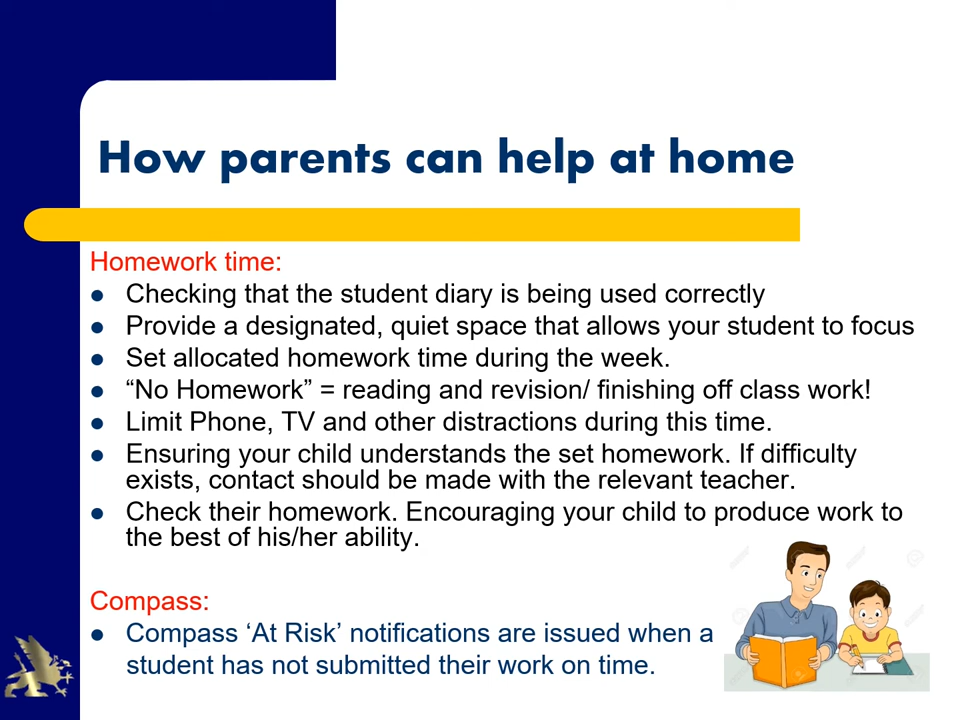 How parents can help at home
Homework time:
Checking that the student diary is being used correctly
Provide a designated, quiet space that allows your student to focus
Set allocated homework time during the week.
“No Homework” = reading and revision/ finishing off class work!
Limit Phone, TV and other distractions during this time.
Ensuring your child understands the set homework. If difficulty
exists, contact should be made with the relevant teacher.
Check their homework. Encouraging your child to produce work to
the best of his/her ability.
Compass:
Compass ‘At Risk’ notifications are issued when a
student has not submitted their work on time.